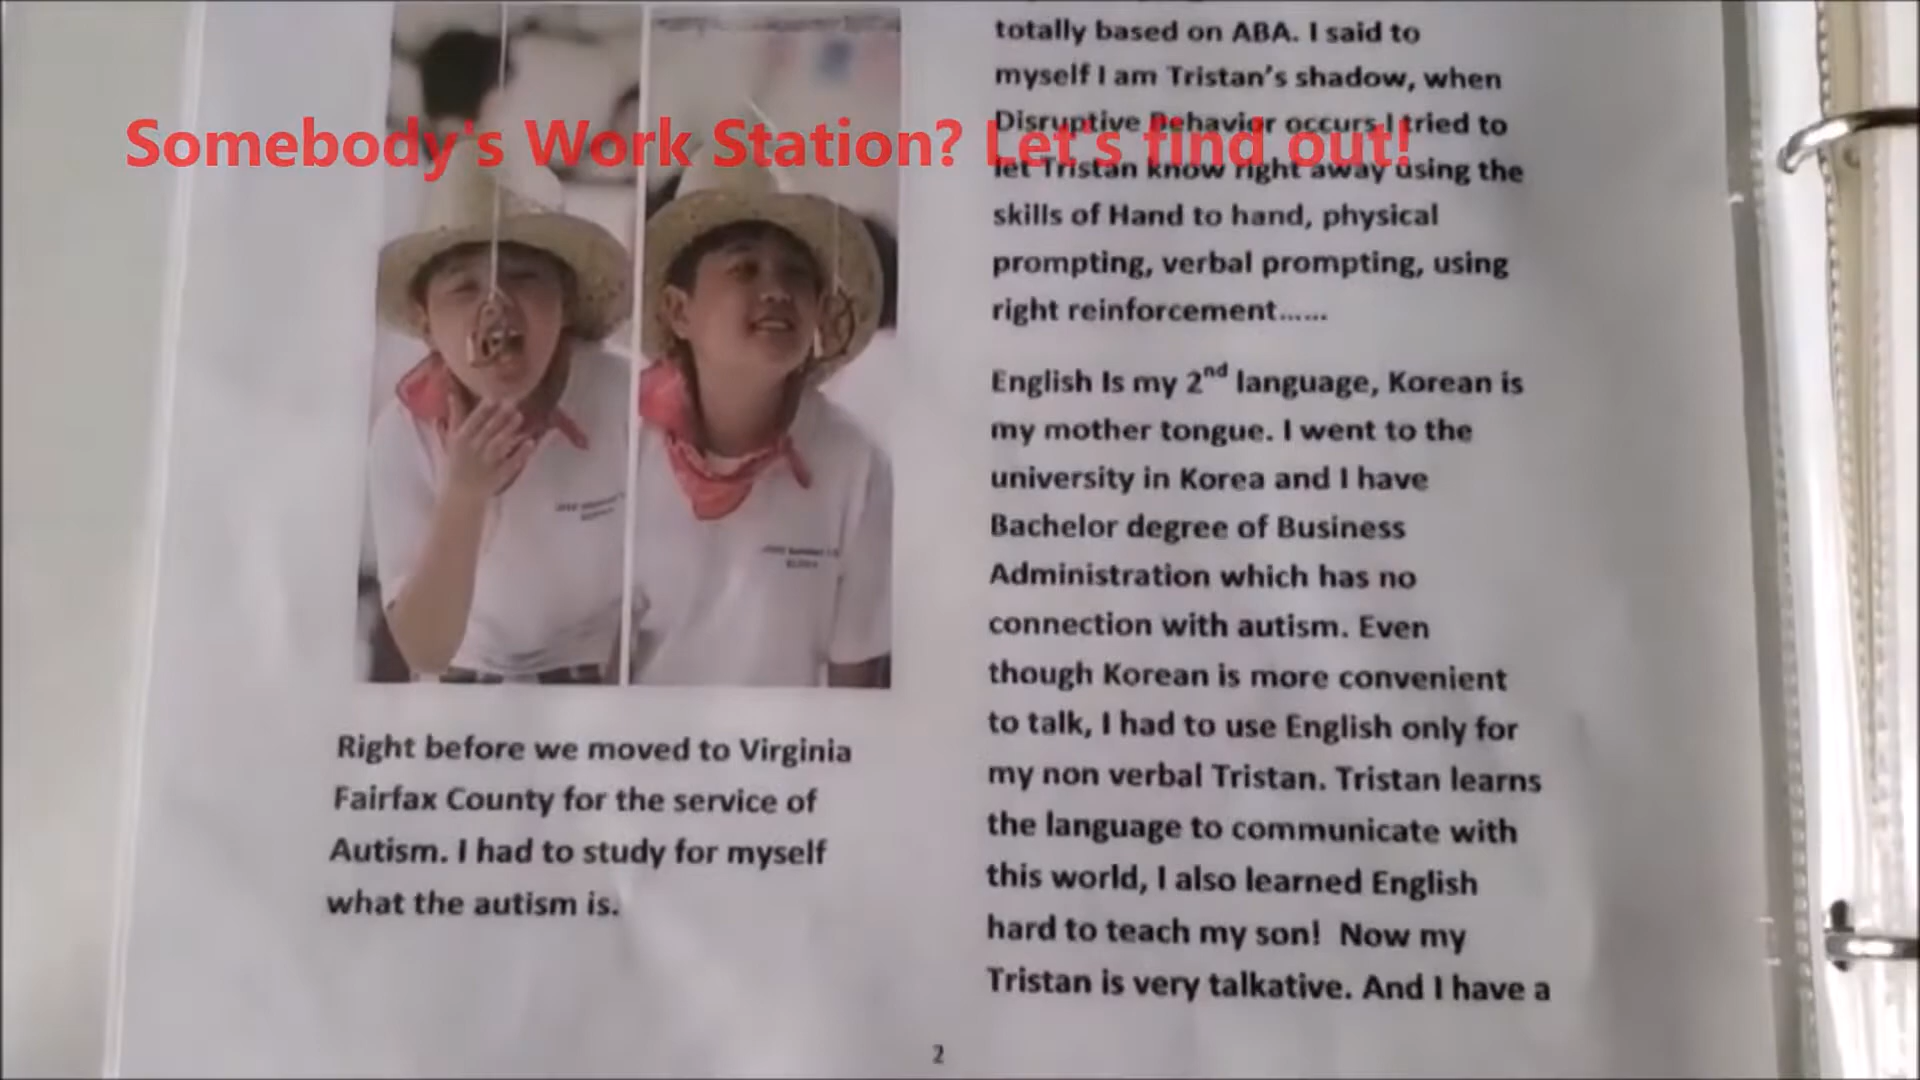 Somebody's Work Station? Let's find out!
Right before we moved to Virginia
Fairfax County for the service of
Autism. I had to study for myself
what the autism is.
totally based on ABA. I said to
myself I am Tristan's shadow, when
Disruptive Behavior occurs I tried to
let Tristan know right away using the
skills of Hand to hand, physical
prompting, verbal prompting, using
right reinforcement......
English Is my 2nd language, Korean is
my mother tongue. I went to the
university in Korea and I have
Bachelor degree of Business
Administration which has no
connection with autism. Even
though Korean is more convenient
to talk, I had to use English only for
my non verbal Tristan. Tristan learns
the language to communicate with
this world, I also learned English
hard to teach my son! Now my
Tristan is very talkative. And I have a
2